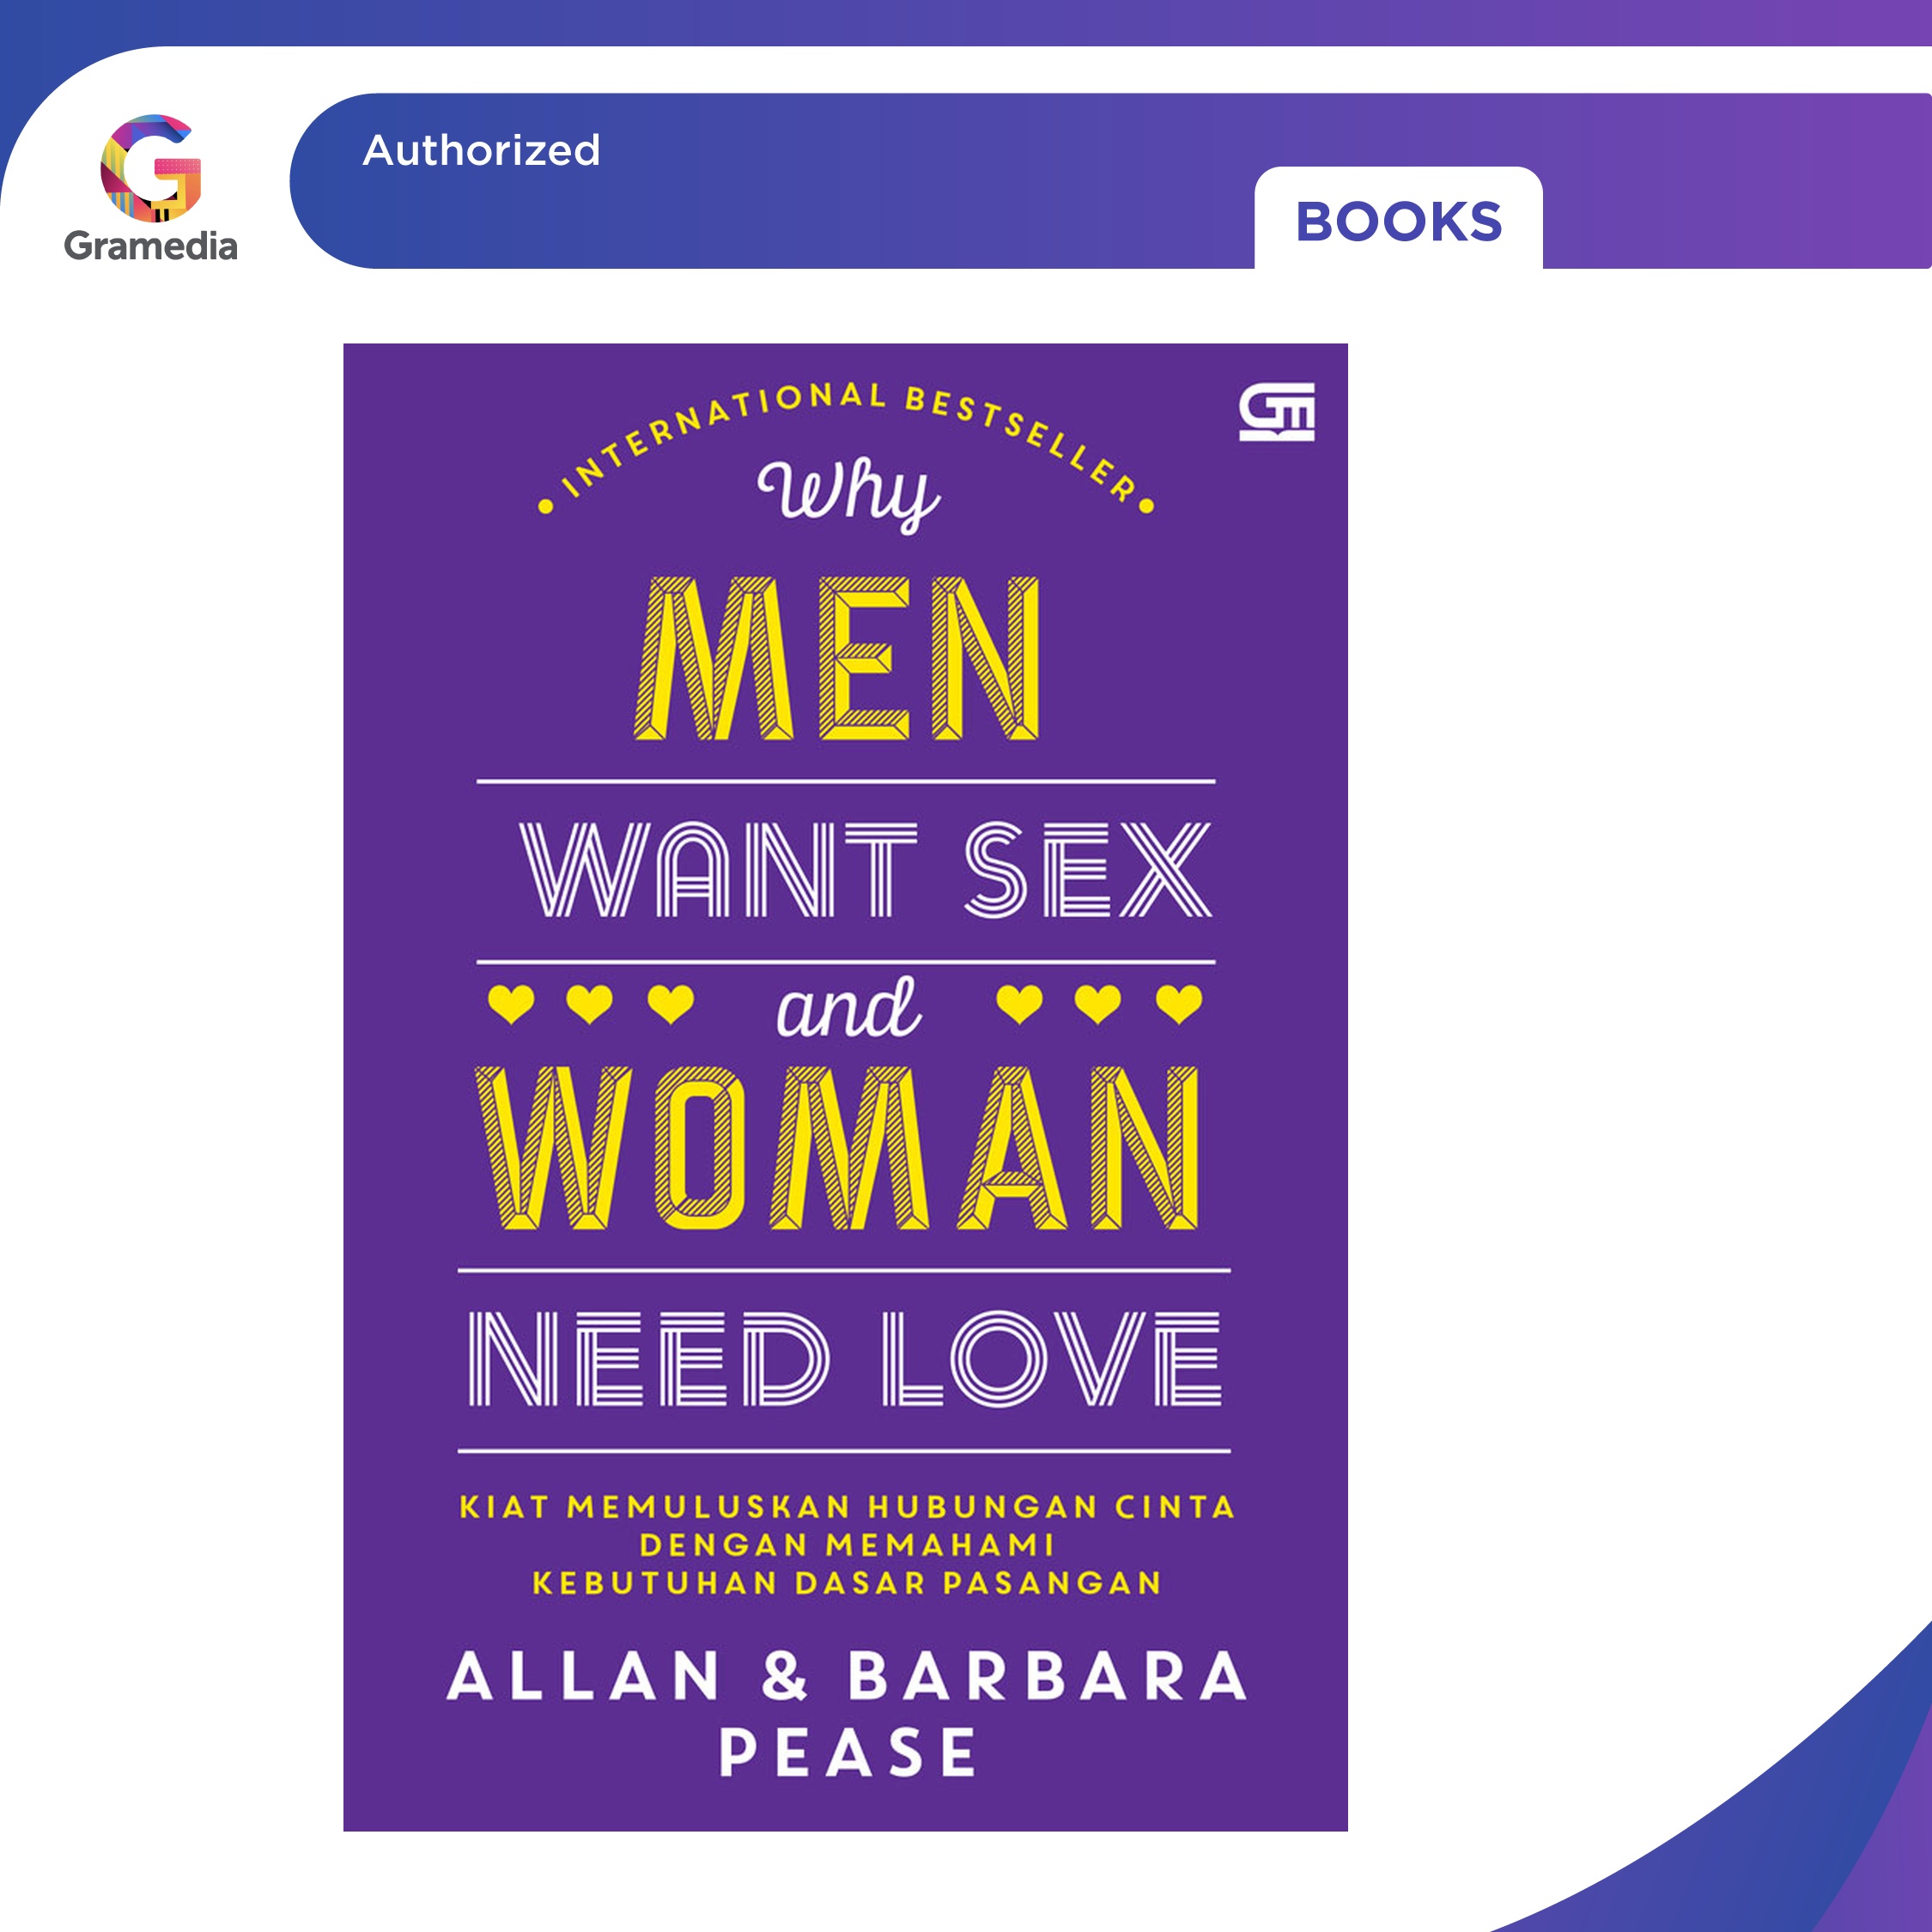 Gramedia
Authorized
BOOKS
• INTERNATIONAL BESTSELLER •
Why
MEN
WANT SEX
and
WOMAN
NEED LOVE
KIAT MEMULUSKAN HUBUNGAN CINTA
DENGAN MEMAHAMI
KEBUTUHAN DASAR PASANGAN
ALLAN & BARBARA
PEASE